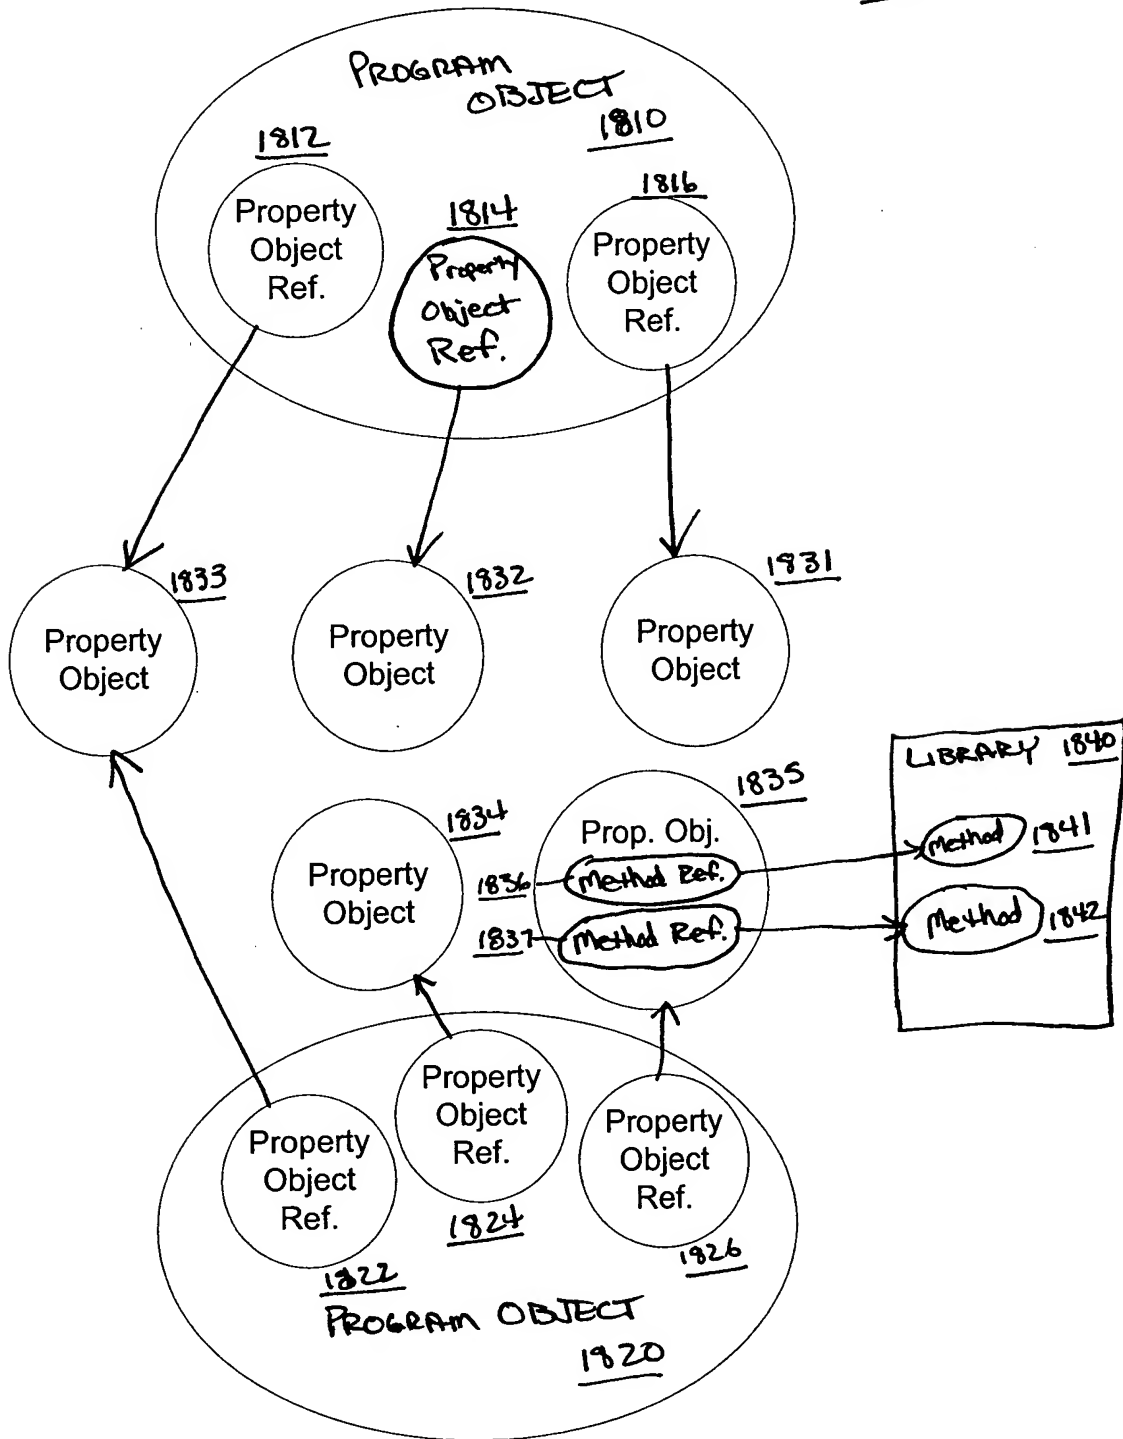 PROGRAM
OBJECT
1810
1812
Property
Object
Ref.
1814
Property
Object
Ref.
1816
Property
Object
Ref.
1833
Property
Object
1832
Property
Object
1831
Property
Object
1834
Property
Object
1835
Prop. Obj.
1836
Method Ref.
1837
Method Ref.
LIBRARY 1840
Method 1841
Method 1842
Property
Object
Ref.
1822
Property
Object
Ref.
1824
Property
Object
Ref.
1826
PROGRAM OBJECT
1820